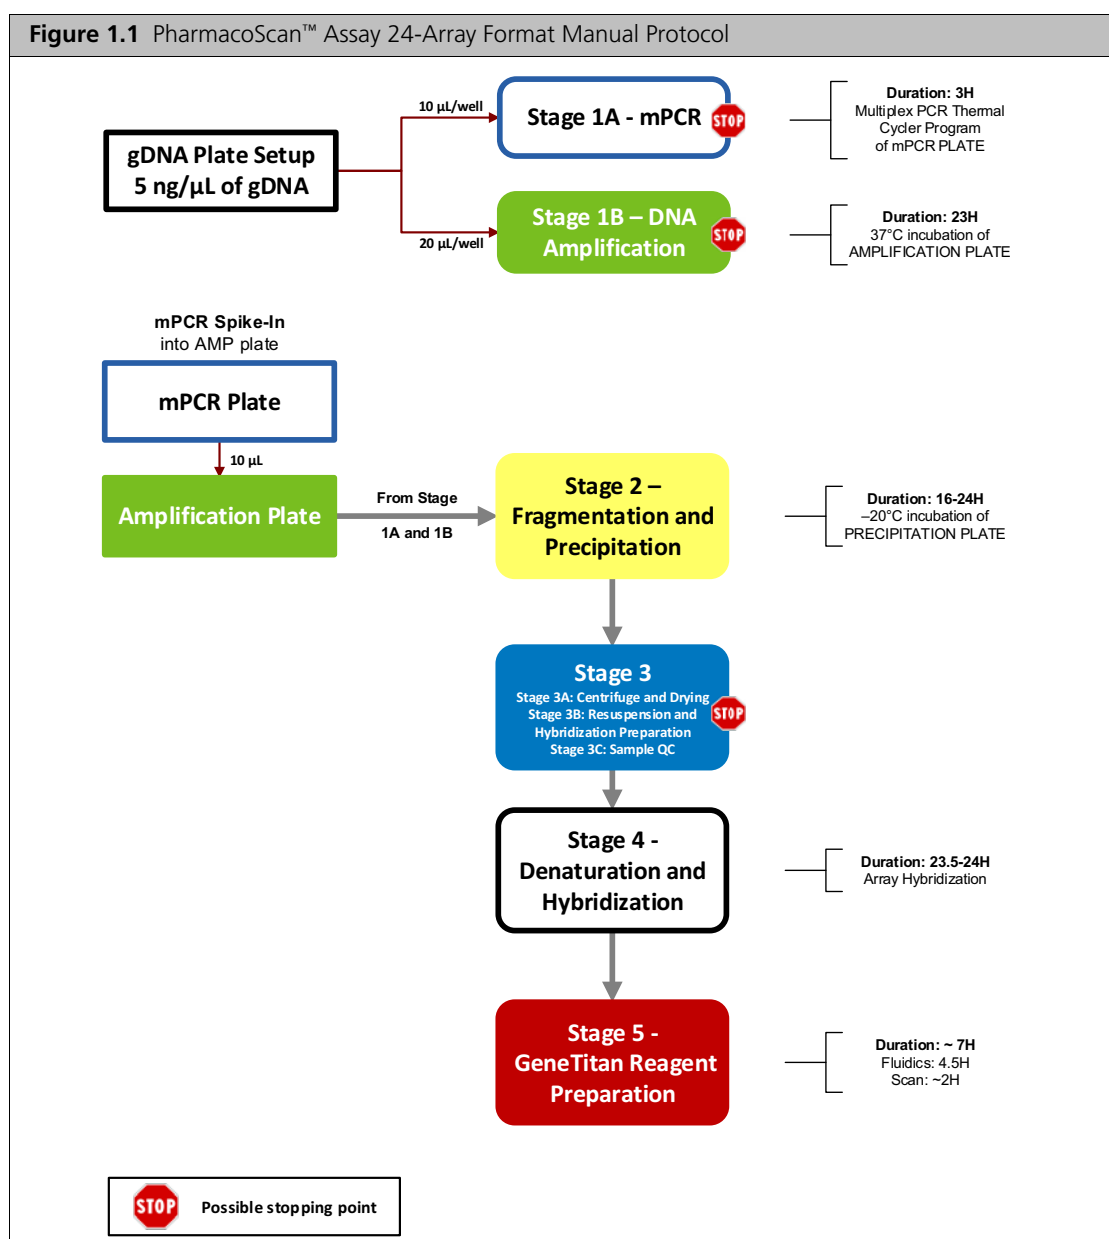 Figure 1.1 PharmacoScan™ Assay 24-Array Format Manual Protocol
gDNA Plate Setup
5 ng/µL of gDNA
10 µL/well
Stage 1A - mPCR
STOP
Duration: 3H
Multiplex PCR Thermal
Cycler Program
of mPCR PLATE
20 µL/well
Stage 1B – DNA
Amplification
STOP
Duration: 23H
37°C incubation of
AMPLIFICATION PLATE
mPCR Spike-In
into AMP plate
mPCR Plate
10 µL
Amplification Plate
From Stage
1A and 1B
Stage 2 –
Fragmentation and
Precipitation
Duration: 16-24H
–20°C incubation of
PRECIPITATION PLATE
Stage 3
Stage 3A: Centrifuge and Drying
Stage 3B: Resuspension and
Hybridization Preparation
Stage 3C: Sample QC
STOP
Stage 4 -
Denaturation and
Hybridization
Duration: 23.5-24H
Array Hybridization
Stage 5 -
GeneTitan Reagent
Preparation
Duration: ~ 7H
Fluidics: 4.5H
Scan: ~2H
STOP
Possible stopping point